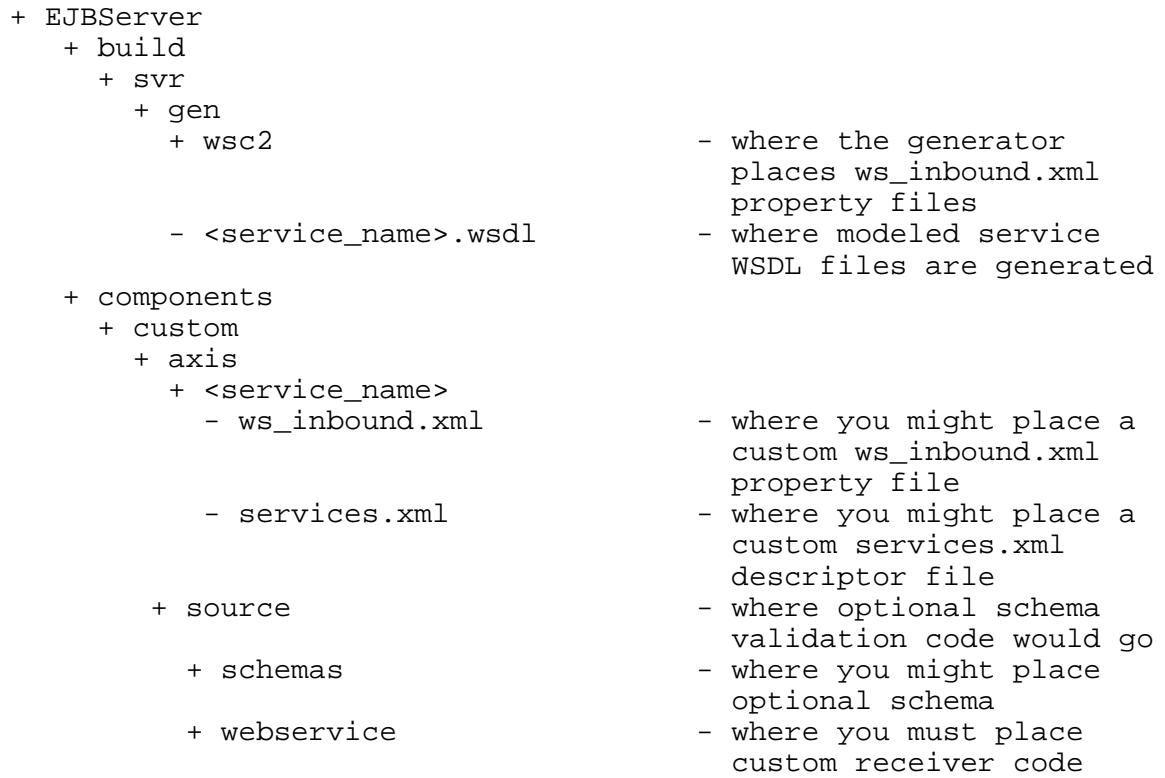 + EJBServer
+ build
+ svr
+ gen
+ wsc2 - where the generator
places ws_inbound.xml
property files
- <service_name>.wsdl - where modeled service
WSDL files are generated
+ components
+ custom
+ axis
+ <service_name>
- ws_inbound.xml - where you might place a
custom ws_inbound.xml
property file
- services.xml - where you might place a
custom services.xml
descriptor file
+ source - where optional schema
validation code would go
+ schemas - where you might place
optional schema
+ webservice - where you must place
custom receiver code